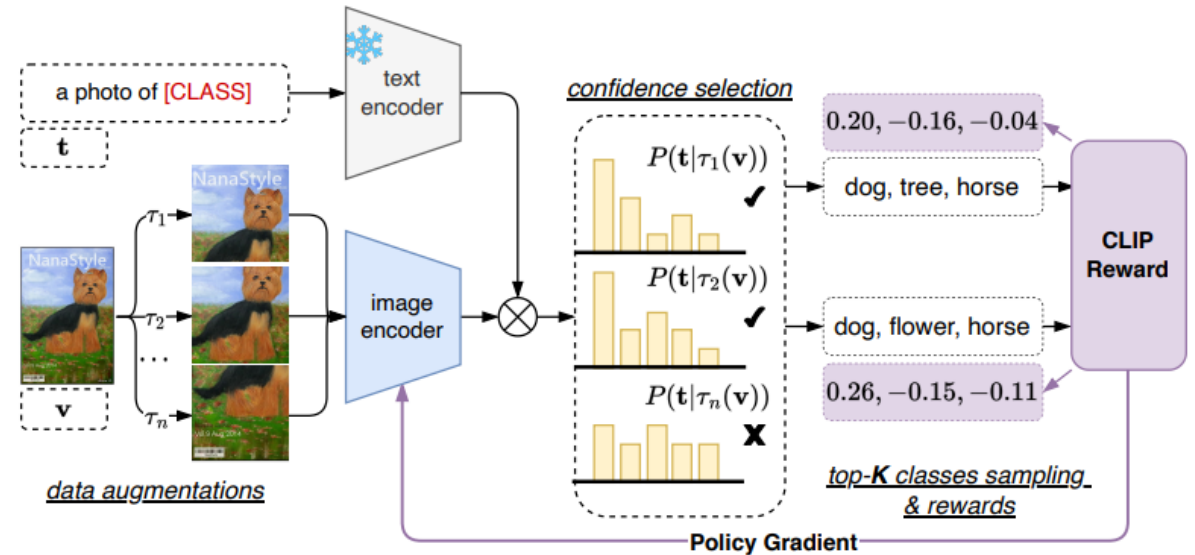 a photo of [CLASS]
t
text
encoder
NanaStyle
v
data augmentations
τ₁
τ₂
...
τₙ
NanaStyle
image
encoder
confidence selection
P(t|τ₁(v))
✓
P(t|τ₂(v))
✓
P(t|τₙ(v))
X
0.20, −0.16, −0.04
dog, tree, horse
dog, flower, horse
0.26, −0.15, −0.11
top-K classes sampling
& rewards
CLIP
Reward
Policy Gradient